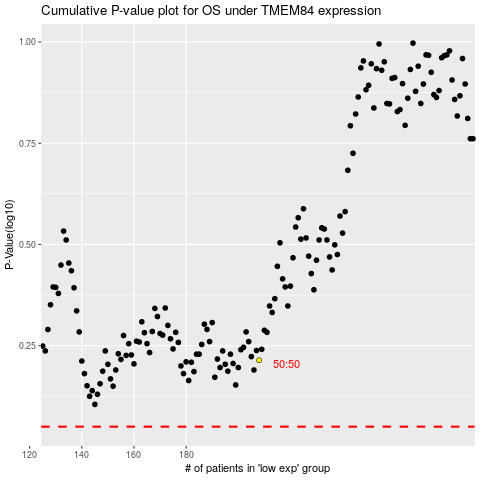 Cumulative P-value plot for OS under TMEM84 expression
1.00
0.75
0.50
0.25
P-Value(log10)
50:50
120 140 160 180
# of patients in 'low exp' group